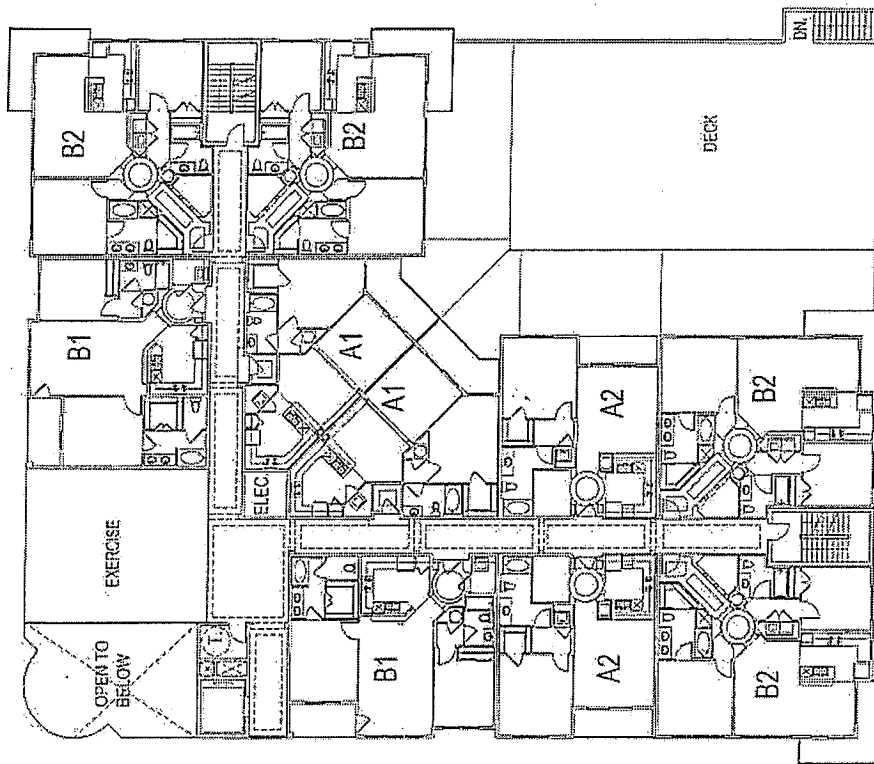 DN.
B2
B2
DECK
B1
A1
A1
A2
B2
EXERCISE
ELEC.
OPEN TO
BELOW
B1
A2
B2